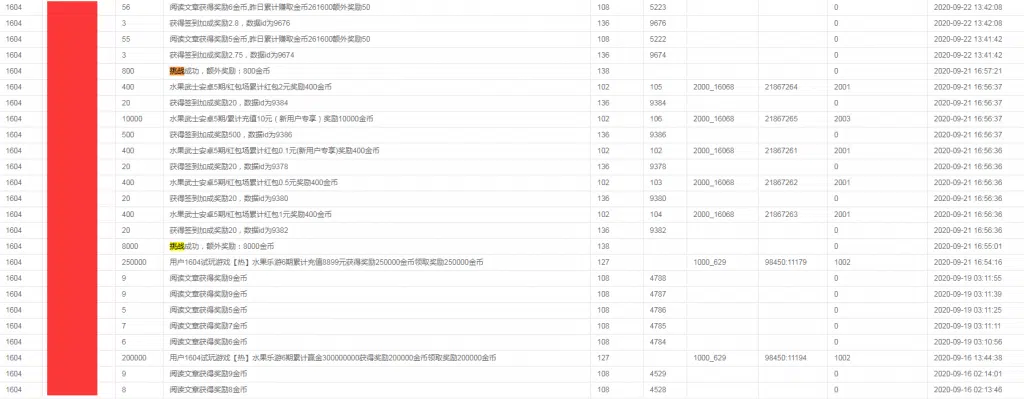 1604 56 阅读文章获得奖励6金币,昨日累计赚取金币261600额外奖励50 108 5223 0 2020-09-22 13:42:08
1604 3 获得签到加成奖励2.8，数据id为9676 136 9676 0 2020-09-22 13:42:08
1604 55 阅读文章获得奖励5金币,昨日累计赚取金币261600额外奖励50 108 5222 0 2020-09-22 13:41:42
1604 3 获得签到加成奖励2.75，数据id为9674 136 9674 0 2020-09-22 13:41:42
1604 800 挑战成功，额外奖励：800金币 138 0 2020-09-21 16:57:21
1604 400 水果武士安卓5期/红包场累计红包2元奖励400金币 102 105 2000_16068 21867264 2001 2020-09-21 16:56:37
1604 20 获得签到加成奖励20，数据id为9384 136 9384 0 2020-09-21 16:56:37
1604 10000 水果武士安卓5期/累计充值10元（新用户专享）奖励10000金币 102 106 2000_16068 21867265 2003 2020-09-21 16:56:37
1604 500 获得签到加成奖励500，数据id为9386 136 9386 0 2020-09-21 16:56:37
1604 400 水果武士安卓5期/红包场累计红包0.1元(新用户专享)奖励400金币 102 102 2000_16068 21867261 2001 2020-09-21 16:56:36
1604 20 获得签到加成奖励20，数据id为9378 136 9378 0 2020-09-21 16:56:36
1604 400 水果武士安卓5期/红包场累计红包0.5元奖励400金币 102 103 2000_16068 21867262 2001 2020-09-21 16:56:36
1604 20 获得签到加成奖励20，数据id为9380 136 9380 0 2020-09-21 16:56:36
1604 400 水果武士安卓5期/红包场累计红包1元奖励400金币 102 104 2000_16068 21867263 2001 2020-09-21 16:56:36
1604 20 获得签到加成奖励20，数据id为9382 136 9382 0 2020-09-21 16:56:36
1604 8000 挑战成功，额外奖励：8000金币 138 0 2020-09-21 16:55:01
1604 250000 用户1604试玩游戏【热】水果乐游6期累计充值8899元获得奖励250000金币领取奖励250000金币 127 1000_629 98450:11179 1002 2020-09-21 16:54:16
1604 9 阅读文章获得奖励9金币 108 4788 0 2020-09-19 03:11:55
1604 9 阅读文章获得奖励9金币 108 4787 0 2020-09-19 03:11:39
1604 5 阅读文章获得奖励5金币 108 4786 0 2020-09-19 03:11:25
1604 7 阅读文章获得奖励7金币 108 4785 0 2020-09-19 03:11:11
1604 6 阅读文章获得奖励6金币 108 4784 0 2020-09-19 03:10:56
1604 200000 用户1604试玩游戏【热】水果乐游6期累计赢金300000000获得奖励200000金币领取奖励200000金币 127 1000_629 98450:11194 1002 2020-09-16 13:44:38
1604 9 阅读文章获得奖励9金币 108 4529 0 2020-09-16 02:14:01
1604 8 阅读文章获得奖励8金币 108 4528 0 2020-09-16 02:13:46